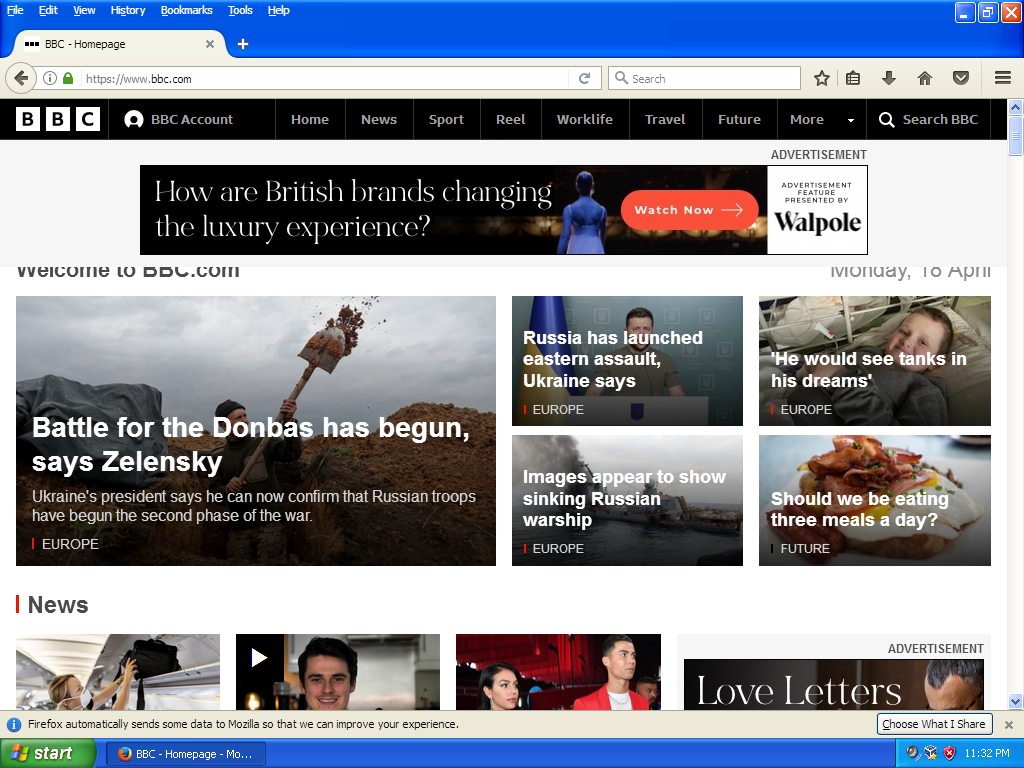 File Edit View History Bookmarks Tools Help
BBC - Homepage
https://www.bbc.com
Search
BBC
BBC Account
Home
News
Sport
Reel
Worklife
Travel
Future
More
Search BBC
ADVERTISEMENT
How are British brands changing
the luxury experience?
Watch Now
ADVERTISEMENT
FEATURE
PRESENTED BY
Walpole
Welcome to BBC.com
Monday, 18 April
Battle for the Donbas has begun,
says Zelensky
Ukraine's president says he can now confirm that Russian troops
have begun the second phase of the war.
EUROPE
Russia has launched
eastern assault,
Ukraine says
EUROPE
'He would see tanks in
his dreams'
EUROPE
Images appear to show
sinking Russian
warship
EUROPE
Should we be eating
three meals a day?
FUTURE
News
ADVERTISEMENT
Love Letters
Firefox automatically sends some data to Mozilla so that we can improve your experience.
Choose What I Share
start
BBC - Homepage - Mo...
11:32 PM